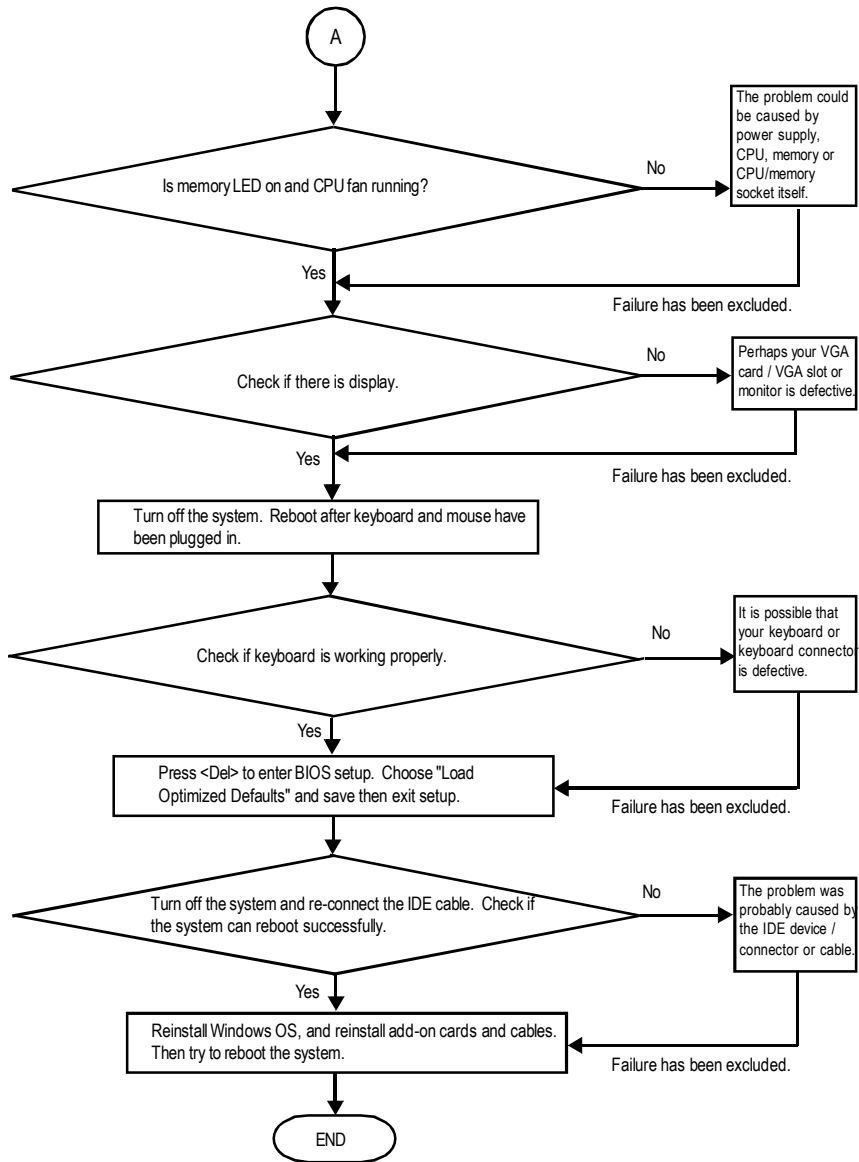 A
Is memory LED on and CPU fan running?
No
The problem could
be caused by
power supply,
CPU, memory or
CPU/memory
socket itself.
Yes
Failure has been excluded.
Check if there is display.
No
Perhaps your VGA
card / VGA slot or
monitor is defective.
Yes
Failure has been excluded.
Turn off the system. Reboot after keyboard and mouse have
been plugged in.
Check if keyboard is working properly.
No
It is possible that
your keyboard or
keyboard connector
is defective.
Yes
Press <Del> to enter BIOS setup. Choose "Load
Optimized Defaults" and save then exit setup.
Failure has been excluded.
Turn off the system and re-connect the IDE cable. Check if
the system can reboot successfully.
No
The problem was
probably caused by
the IDE device /
connector or cable.
Yes
Reinstall Windows OS, and reinstall add-on cards and cables.
Then try to reboot the system.
Failure has been excluded.
END